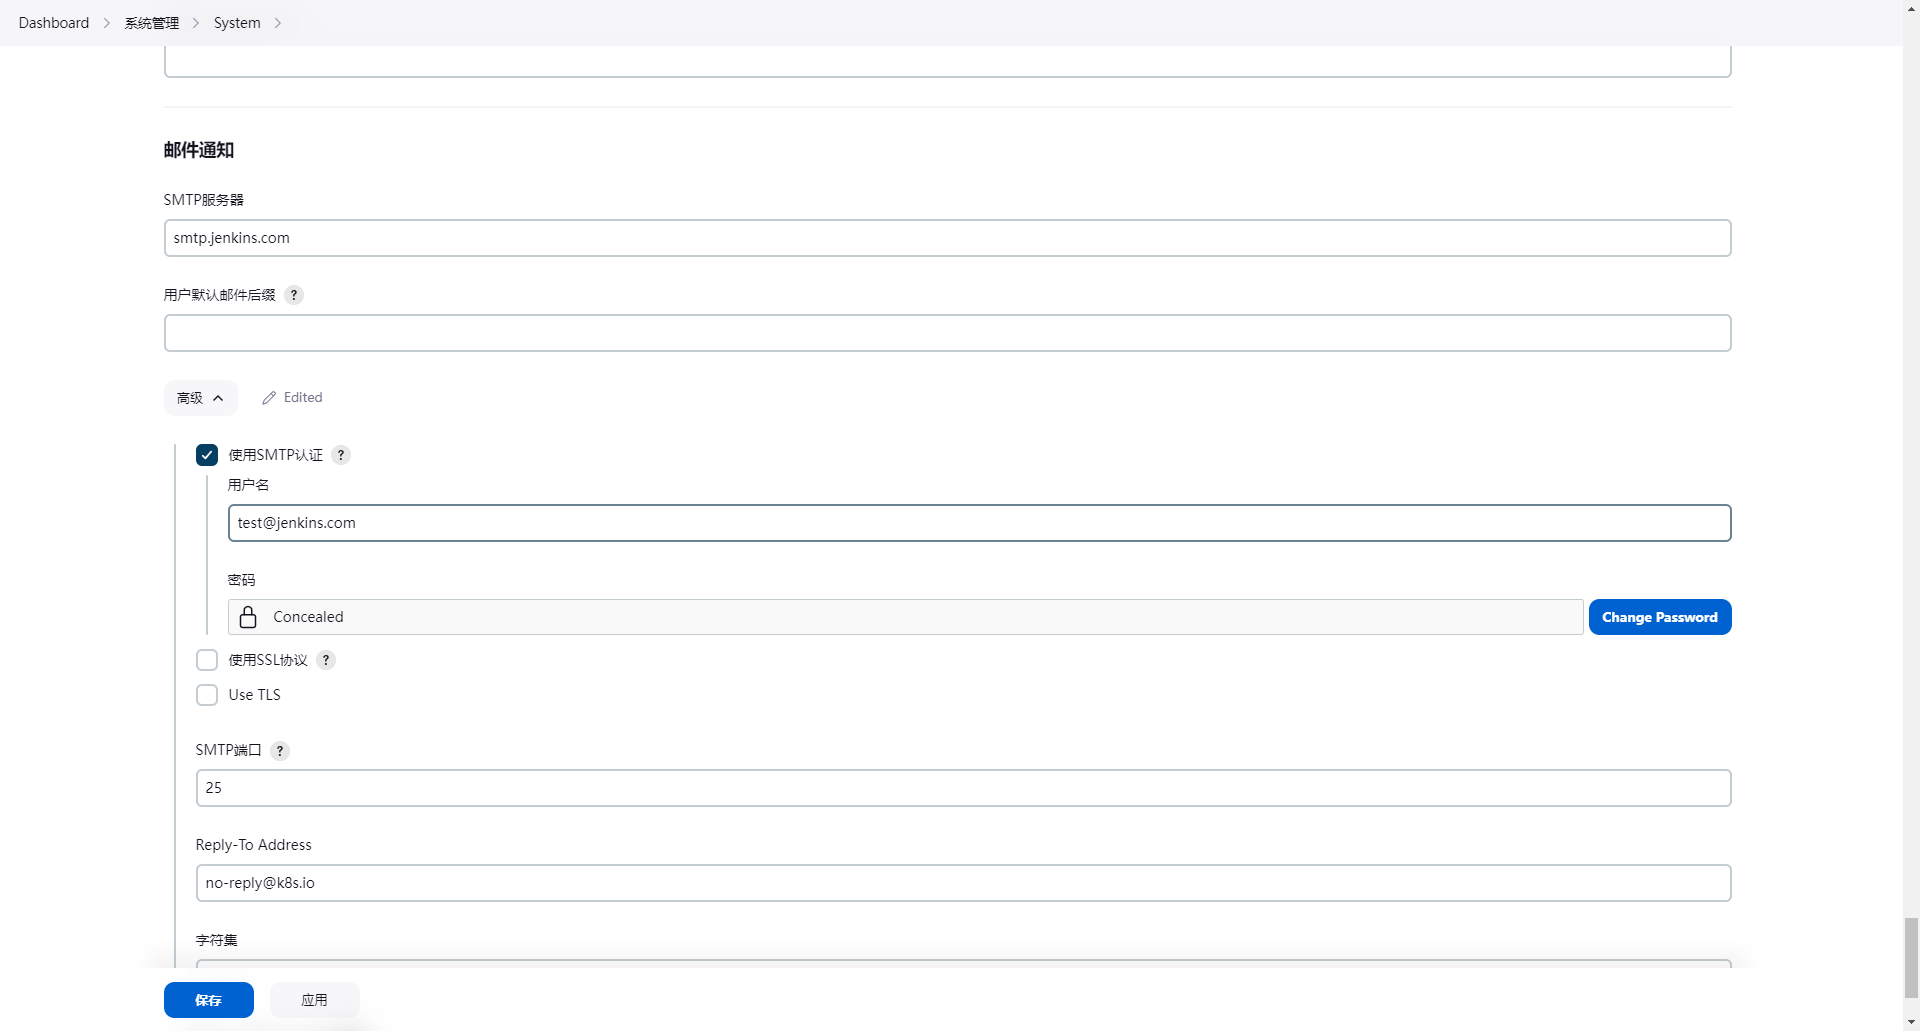 Dashboard > 系统管理 > System >
邮件通知
SMTP服务器
smtp.jenkins.com
用户默认邮件后缀 ?
高级 Edited
使用SMTP认证 ?
用户名
test@jenkins.com
密码
Concealed Change Password
使用SSL协议 ?
Use TLS
SMTP端口 ?
25
Reply-To Address
no-reply@k8s.io
字符集
保存 应用